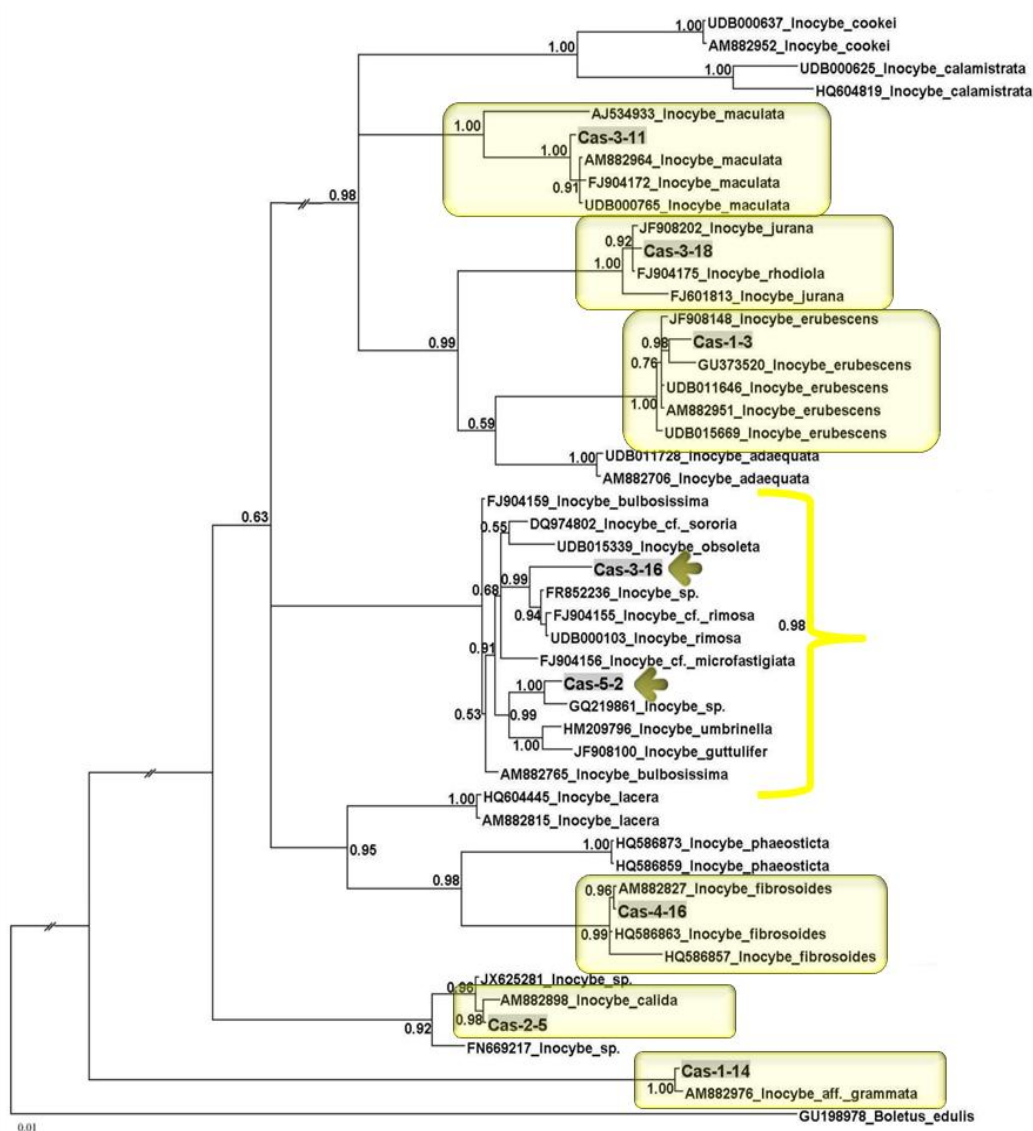 UDB000637_Inocybe_cookei
1.00
AM882952_Inocybe_cookei
1.00
UDB000625_Inocybe_calamistrata
1.00
HQ604819_Inocybe_calamistrata
AJ534933_Inocybe_maculata
1.00
Cas-3-11
1.00
AM882964_Inocybe_maculata
FJ904172_Inocybe_maculata
0.91
0.98
UDB000765_Inocybe_maculata
JF908202_Inocybe_jurana
0.92
Cas-3-18
1.00
FJ904175_Inocybe_rhodiola
FJ601813_Inocybe_jurana
JF908148_Inocybe_erubescens
0.99
0.98
Cas-1-3
0.76
GU373520_Inocybe_erubescens
UDB011646_Inocybe_erubescens
1.00
AM882951_Inocybe_erubescens
0.59
UDB015669_Inocybe_erubescens
1.00
UDB011728_Inocybe_adaequata
AM882706_Inocybe_adaequata
FJ904159_Inocybe_bulbosissima
0.63
0.55
DQ974802_Inocybe_cf._sororia
UDB015339_Inocybe_obsoleta
Cas-3-16
0.99
0.68
FR852236_Inocybe_sp.
0.94
FJ904155_Inocybe_cf._rimosa
0.98
UDB000103_Inocybe_rimosa
0.91
FJ904156_Inocybe_cf._microfastigiata
Cas-5-2
1.00
GQ219861_Inocybe_sp.
0.53
0.99
HM209796_Inocybe_umbrinella
1.00
JF908100_Inocybe_guttulifer
AM882765_Inocybe_bulbosissima
1.00
HQ604445_Inocybe_lacera
AM882815_Inocybe_lacera
0.95
1.00
HQ586873_Inocybe_phaeosticta
HQ586859_Inocybe_phaeosticta
0.98
0.96
AM882827_Inocybe_fibrosoides
Cas-4-16
0.99
HQ586863_Inocybe_fibrosoides
HQ586857_Inocybe_fibrosoides
JX625281_Inocybe_sp.
0.96
AM882898_Inocybe_calida
0.98
Cas-2-5
0.92
FN669217_Inocybe_sp.
Cas-1-14
1.00
AM882976_Inocybe_aff._grammata
GU198978_Boletus_edulis
0.01